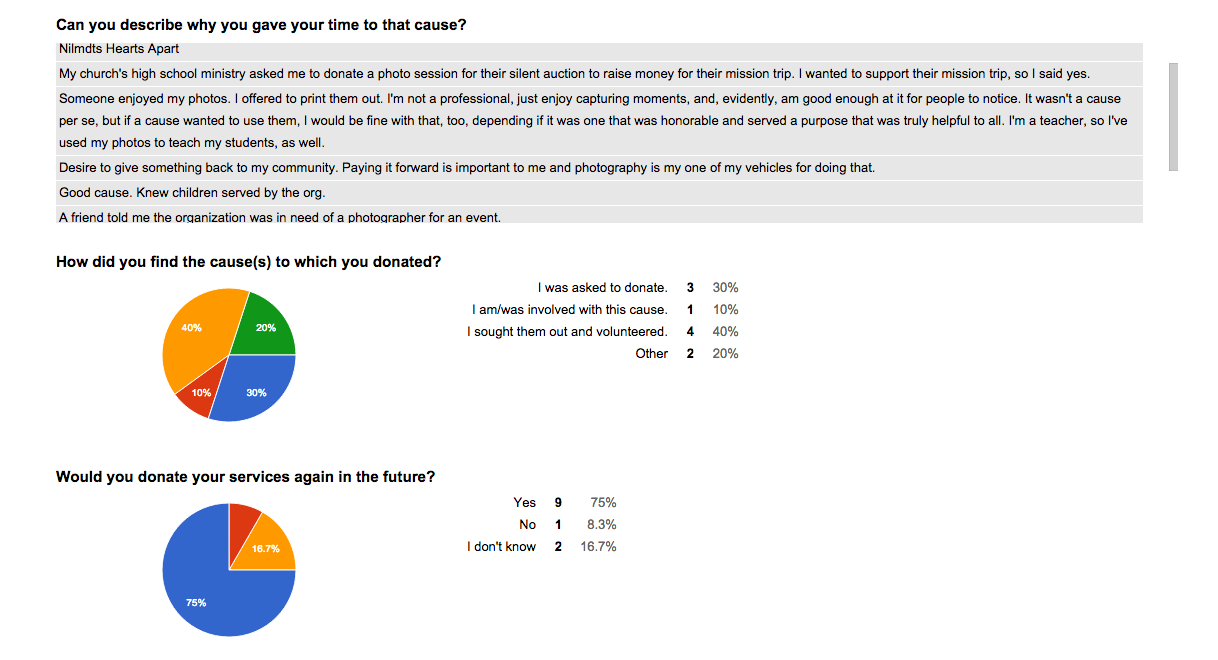 Can you describe why you gave your time to that cause?
Nilmdts Hearts Apart
My church's high school ministry asked me to donate a photo session for their silent auction to raise money for their mission trip. I wanted to support their mission trip, so I said yes.
Someone enjoyed my photos. I offered to print them out. I'm not a professional, just enjoy capturing moments, and, evidently, am good enough at it for people to notice. It wasn't a cause
per se, but if a cause wanted to use them, I would be fine with that, too, depending if it was one that was honorable and served a purpose that was truly helpful to all. I'm a teacher, so I've
used my photos to teach my students, as well.
Desire to give something back to my community. Paying it forward is important to me and photography is my one of my vehicles for doing that.
Good cause. Knew children served by the org.
A friend told me the organization was in need of a photographer for an event.
How did you find the cause(s) to which you donated?
40%
20%
10%
30%
I was asked to donate. 3 30%
I am/was involved with this cause. 1 10%
I sought them out and volunteered. 4 40%
Other 2 20%
Would you donate your services again in the future?
16.7%
75%
Yes 9 75%
No 1 8.3%
I don't know 2 16.7%